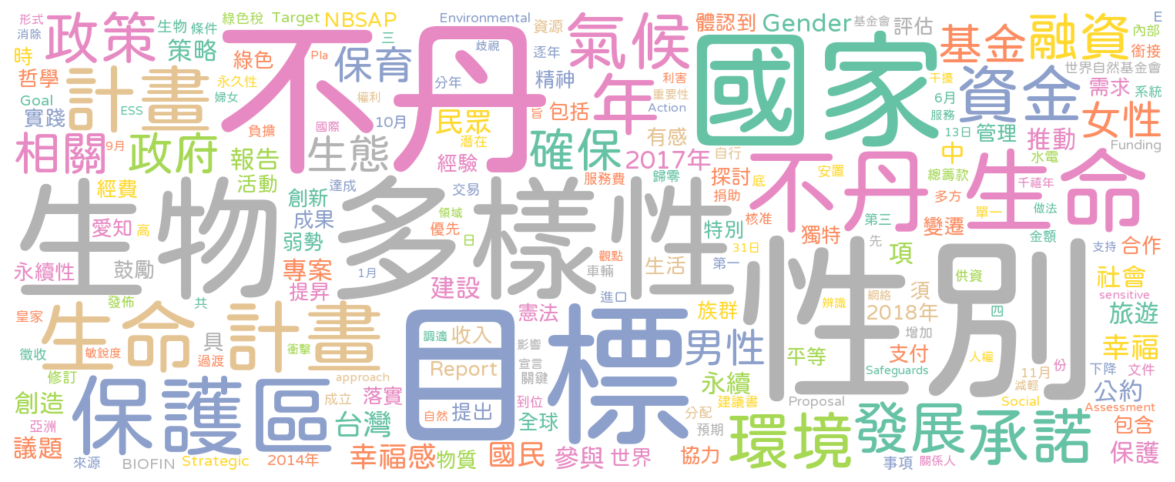 形式
消除
政策
生物
條件
綠色稅
Target
NBSAP
Environmental
資源
體認到
Gender
基金會
評估
E
內部
時
策略
綠色
Pla
不丹
三
歧視
逐年
氣候
國家
基金
融資
銜接
世界自然基金會
哲學
計畫
永久性
保育
分年
精神
利害
重要性
干擾
資金
需求
系統
Goal
實踐
ESS
婦女
負擔
權利
10月
民眾
潛在
包括
旨
Action
年
6月
服務
13日
管理
推動
女性
Funding
相關
9月
政府
國際
報告
生態
經驗
確保
有感
2017年
自行
不丹生命
中
水電
總籌款
千禧年
活動
經費
創新
達成
交易
服務費
歸零
探討
底
捐助
安置
多方
單一
做法
愛知
高
成果
弱勢
優先
領域
日
特別
核准
第三
變遷
金額
合作
生物多樣性
性別
獨特
先
支持
永續性
鼓勵
專案
提昇
1月
建設
車輛
觀點
生活
31日
第一
項
供資
社會
sensitive
發佈
共
進口
族群
辨識
網絡
須
2018年
四
旅遊
皇家
生命計畫
具
憲法
目標
調適
收入
影響
宣言
關鍵
男性
平等
增加
人權
份
幸福
徵收
敏銳度
過渡
衝擊
Report
永續
支付
Safeguards
11月
減輕
下降
文件
修訂
approach
成立
落實
到位
建議書
分配
Proposal
Social
公約
Assessment
創造
保護區
台灣
自然
提出
全球
預期
環境
發展
承諾
包含
亞洲
議題
來源
BIOFIN
Strategic
2014年
幸福感
物質
國民
參與
世界
協力
事項
關係人
保護